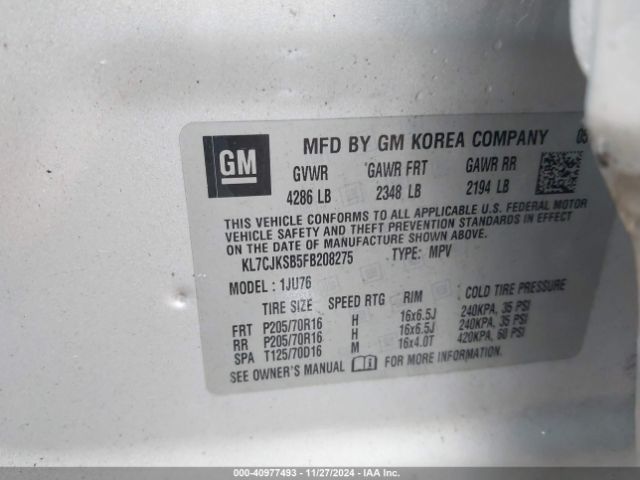 GM
MFD BY GM KOREA COMPANY 05
GVWR GAWR FRT GAWR RR
4286 LB 2348 LB 2194 LB
THIS VEHICLE CONFORMS TO ALL APPLICABLE U.S. FEDERAL MOTOR
VEHICLE SAFETY AND THEFT PREVENTION STANDARDS IN EFFECT
ON THE DATE OF MANUFACTURE SHOWN ABOVE.
KL7CJKSB5FB208275 TYPE: MPV
MODEL : 1JU76
TIRE SIZE SPEED RTG RIM COLD TIRE PRESSURE
FRT P205/70R16 H 16x6.5J 240KPA, 35 PSI
RR P205/70R16 H 16x6.5J 240KPA, 35 PSI
SPA T125/70D16 M 16x4.0T 420KPA, 60 PSI
SEE OWNER'S MANUAL FOR MORE INFORMATION.
000-40977493 - 11/27/2024 - IAA Inc.